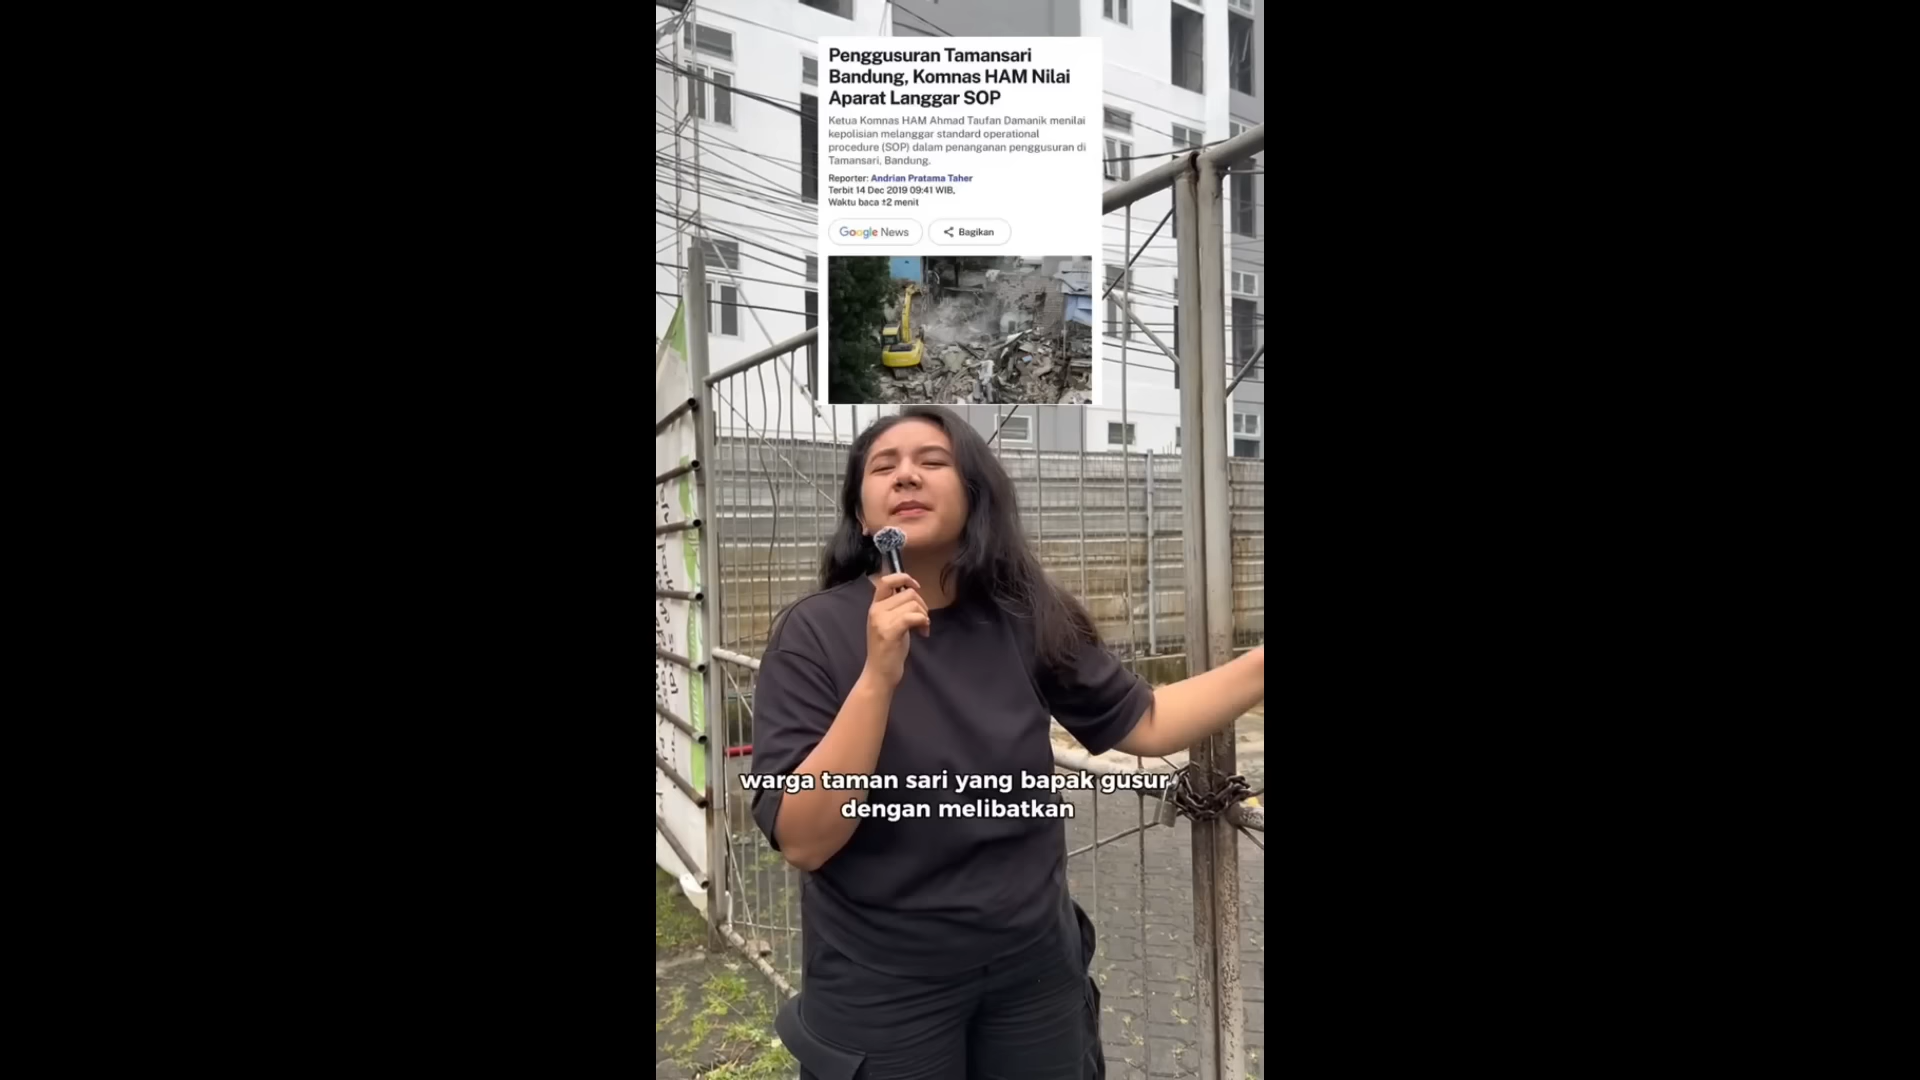 Penggusuran Tamansari
Bandung, Komnas HAM Nilai
Aparat Langgar SOP
Ketua Komnas HAM Ahmad Taufan Damanik menilai
kepolisian melanggar standard operational
procedure (SOP) dalam penanganan penggusuran di
Tamansari, Bandung.
Reporter: Andrian Pratama Taher
Terbit 14 Dec 2019 09:41 WIB,
Waktu baca ±2 menit
Google News
Bagikan
warga taman sari yang bapak gusur
dengan melibatkan